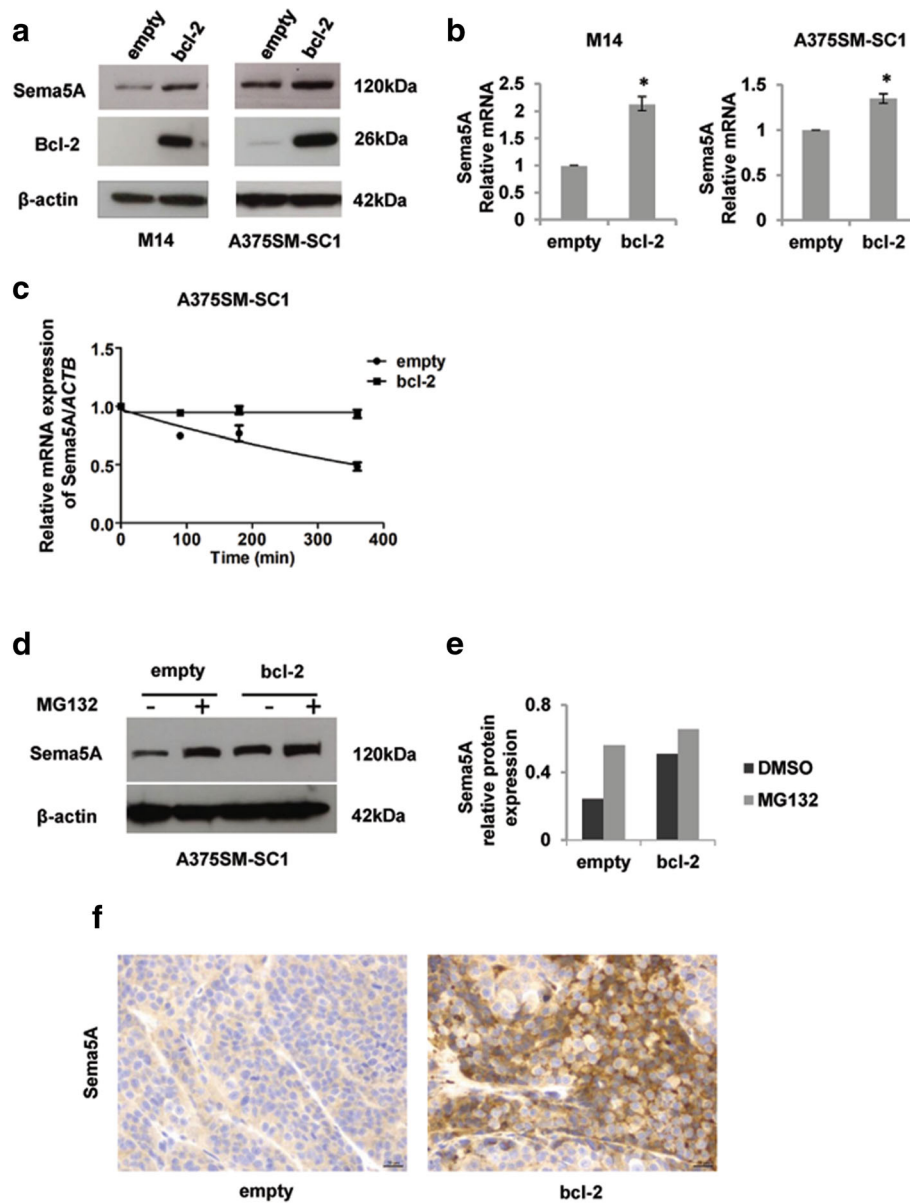 a
empty bcl-2 empty bcl-2
Sema5A 120kDa
Bcl-2 26kDa
β-actin 42kDa
M14 A375SM-SC1
b
M14
Sema5A
Relative mRNA
2.5
2
1.5
1
0.5
0
*
empty bcl-2
A375SM-SC1
Sema5A
Relative mRNA
1.5
1
0.5
0
*
empty bcl-2
c
A375SM-SC1
Relative mRNA expression
of Sema5A/ACTB
1.5
1.0
0.5
0.0
0 100 200 300 400
Time (min)
empty
bcl-2
d
empty bcl-2
MG132 - + - +
Sema5A 120kDa
β-actin 42kDa
A375SM-SC1
e
Sema5A
relative protein
expression
0.8
0.4
0
empty bcl-2
DMSO
MG132
f
Sema5A
empty bcl-2